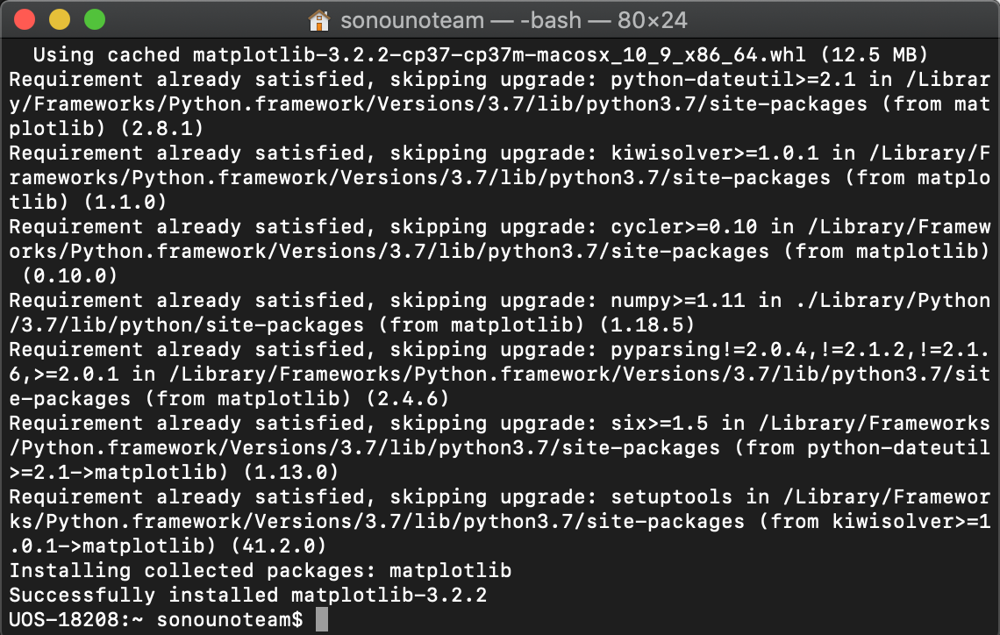 sonounoteam — -bash — 80×24
  Using cached matplotlib-3.2.2-cp37-cp37m-macosx_10_9_x86_64.whl (12.5 MB)
Requirement already satisfied, skipping upgrade: python-dateutil>=2.1 in /Librar
y/Frameworks/Python.framework/Versions/3.7/lib/python3.7/site-packages (from mat
plotlib) (2.8.1)
Requirement already satisfied, skipping upgrade: kiwisolver>=1.0.1 in /Library/F
rameworks/Python.framework/Versions/3.7/lib/python3.7/site-packages (from matplo
tlib) (1.1.0)
Requirement already satisfied, skipping upgrade: cycler>=0.10 in /Library/Framew
orks/Python.framework/Versions/3.7/lib/python3.7/site-packages (from matplotlib)
 (0.10.0)
Requirement already satisfied, skipping upgrade: numpy>=1.11 in ./Library/Python
/3.7/lib/python/site-packages (from matplotlib) (1.18.5)
Requirement already satisfied, skipping upgrade: pyparsing!=2.0.4,!=2.1.2,!=2.1.
6,>=2.0.1 in /Library/Frameworks/Python.framework/Versions/3.7/lib/python3.7/sit
e-packages (from matplotlib) (2.4.6)
Requirement already satisfied, skipping upgrade: six>=1.5 in /Library/Frameworks
/Python.framework/Versions/3.7/lib/python3.7/site-packages (from python-dateutil
>=2.1->matplotlib) (1.13.0)
Requirement already satisfied, skipping upgrade: setuptools in /Library/Framewor
ks/Python.framework/Versions/3.7/lib/python3.7/site-packages (from kiwisolver>=1
.0.1->matplotlib) (41.2.0)
Installing collected packages: matplotlib
Successfully installed matplotlib-3.2.2
UOS-18208:~ sonounoteam$